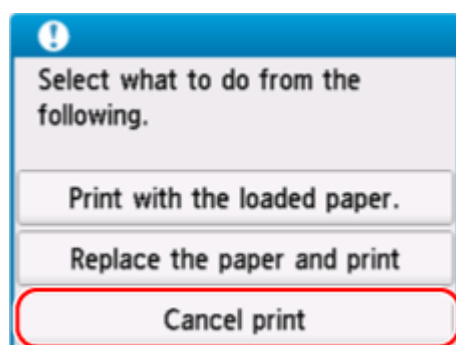 Select what to do from the
following.
Print with the loaded paper.
Replace the paper and print
Cancel print